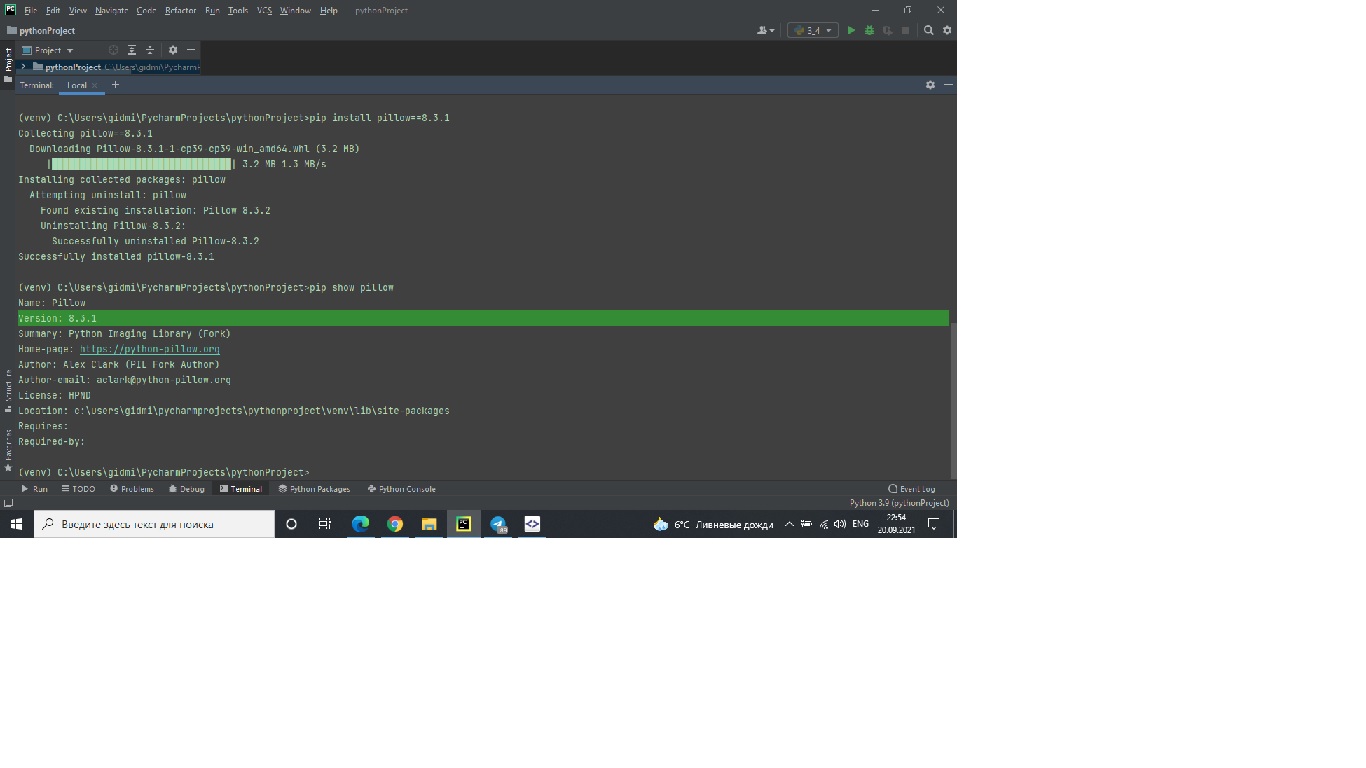 PC File Edit View Navigate Code Refactor Run Tools VCS Window Help pythonProject
pythonProject
3_4
Project
Project
pythonProject C:\Users\gidmi\PycharmP
Terminal: Local × +
(venv) C:\Users\gidmi\PycharmProjects\pythonProject>pip install pillow==8.3.1
Collecting pillow==8.3.1
Downloading Pillow-8.3.1-1-cp39-cp39-win_amd64.whl (3.2 MB)
|████████████████████████████████| 3.2 MB 1.3 MB/s
Installing collected packages: pillow
Attempting uninstall: pillow
Found existing installation: Pillow 8.3.2
Uninstalling Pillow-8.3.2:
Successfully uninstalled Pillow-8.3.2
Successfully installed pillow-8.3.1
(venv) C:\Users\gidmi\PycharmProjects\pythonProject>pip show pillow
Name: Pillow
Version: 8.3.1
Summary: Python Imaging Library (Fork)
Home-page: https://python-pillow.org
Author: Alex Clark (PIL Fork Author)
Author-email: aclark@python-pillow.org
License: HPND
Location: c:\users\gidmi\pycharmprojects\pythonproject\venv\lib\site-packages
Requires:
Required-by:
(venv) C:\Users\gidmi\PycharmProjects\pythonProject>
Structure
Favorites
Run TODO Problems Debug Terminal Python Packages Python Console Event Log
Python 3.9 (pythonProject)
Введите здесь текст для поиска
PC
6°C Ливневые дожди
ENG
22:54
20.09.2021